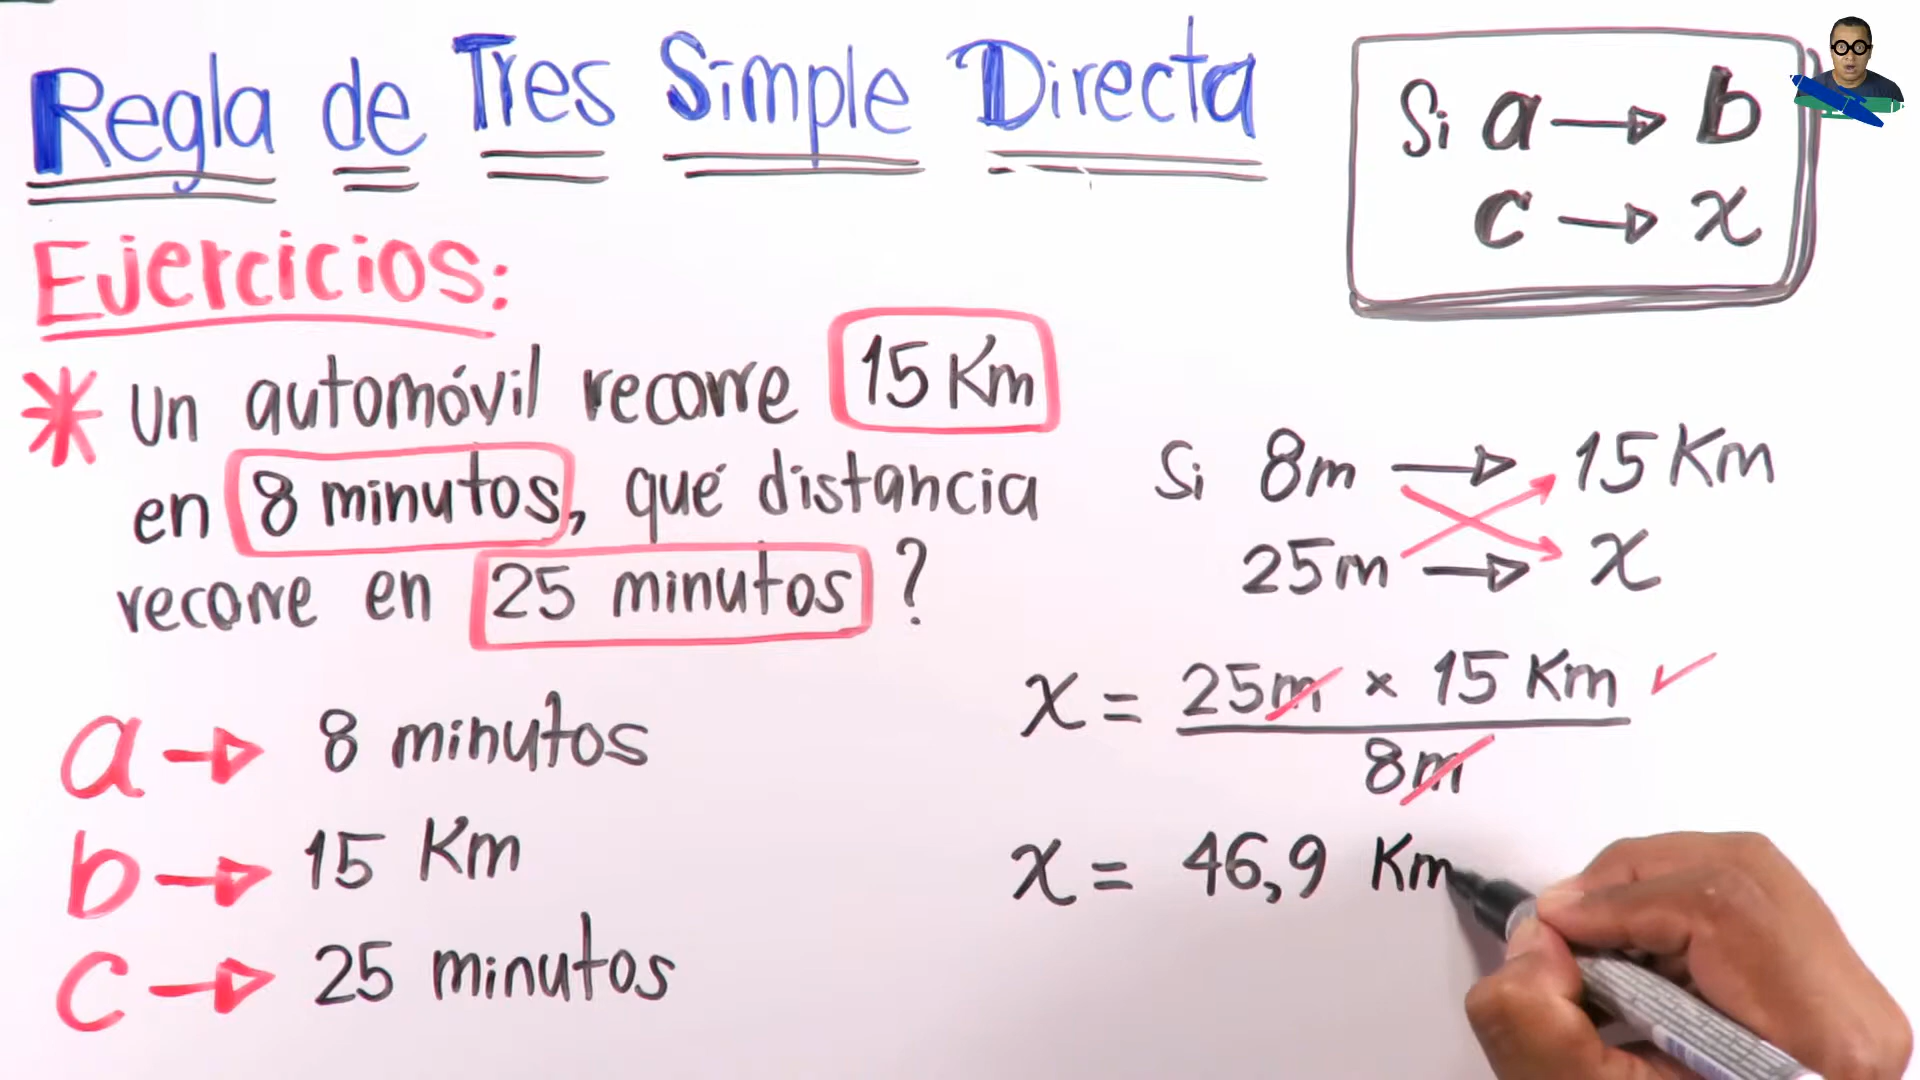 Regla de Tres Simple Directa
Si a → b
c → x
Ejercicios:
* Un automóvil recorre 15 Km
en 8 minutos, qué distancia
recorre en 25 minutos ?
a → 8 minutos
b → 15 Km
c → 25 minutos
Si 8m → 15 Km
25m → x
x = 25m × 15 Km ✓
8m
x = 46,9 Km